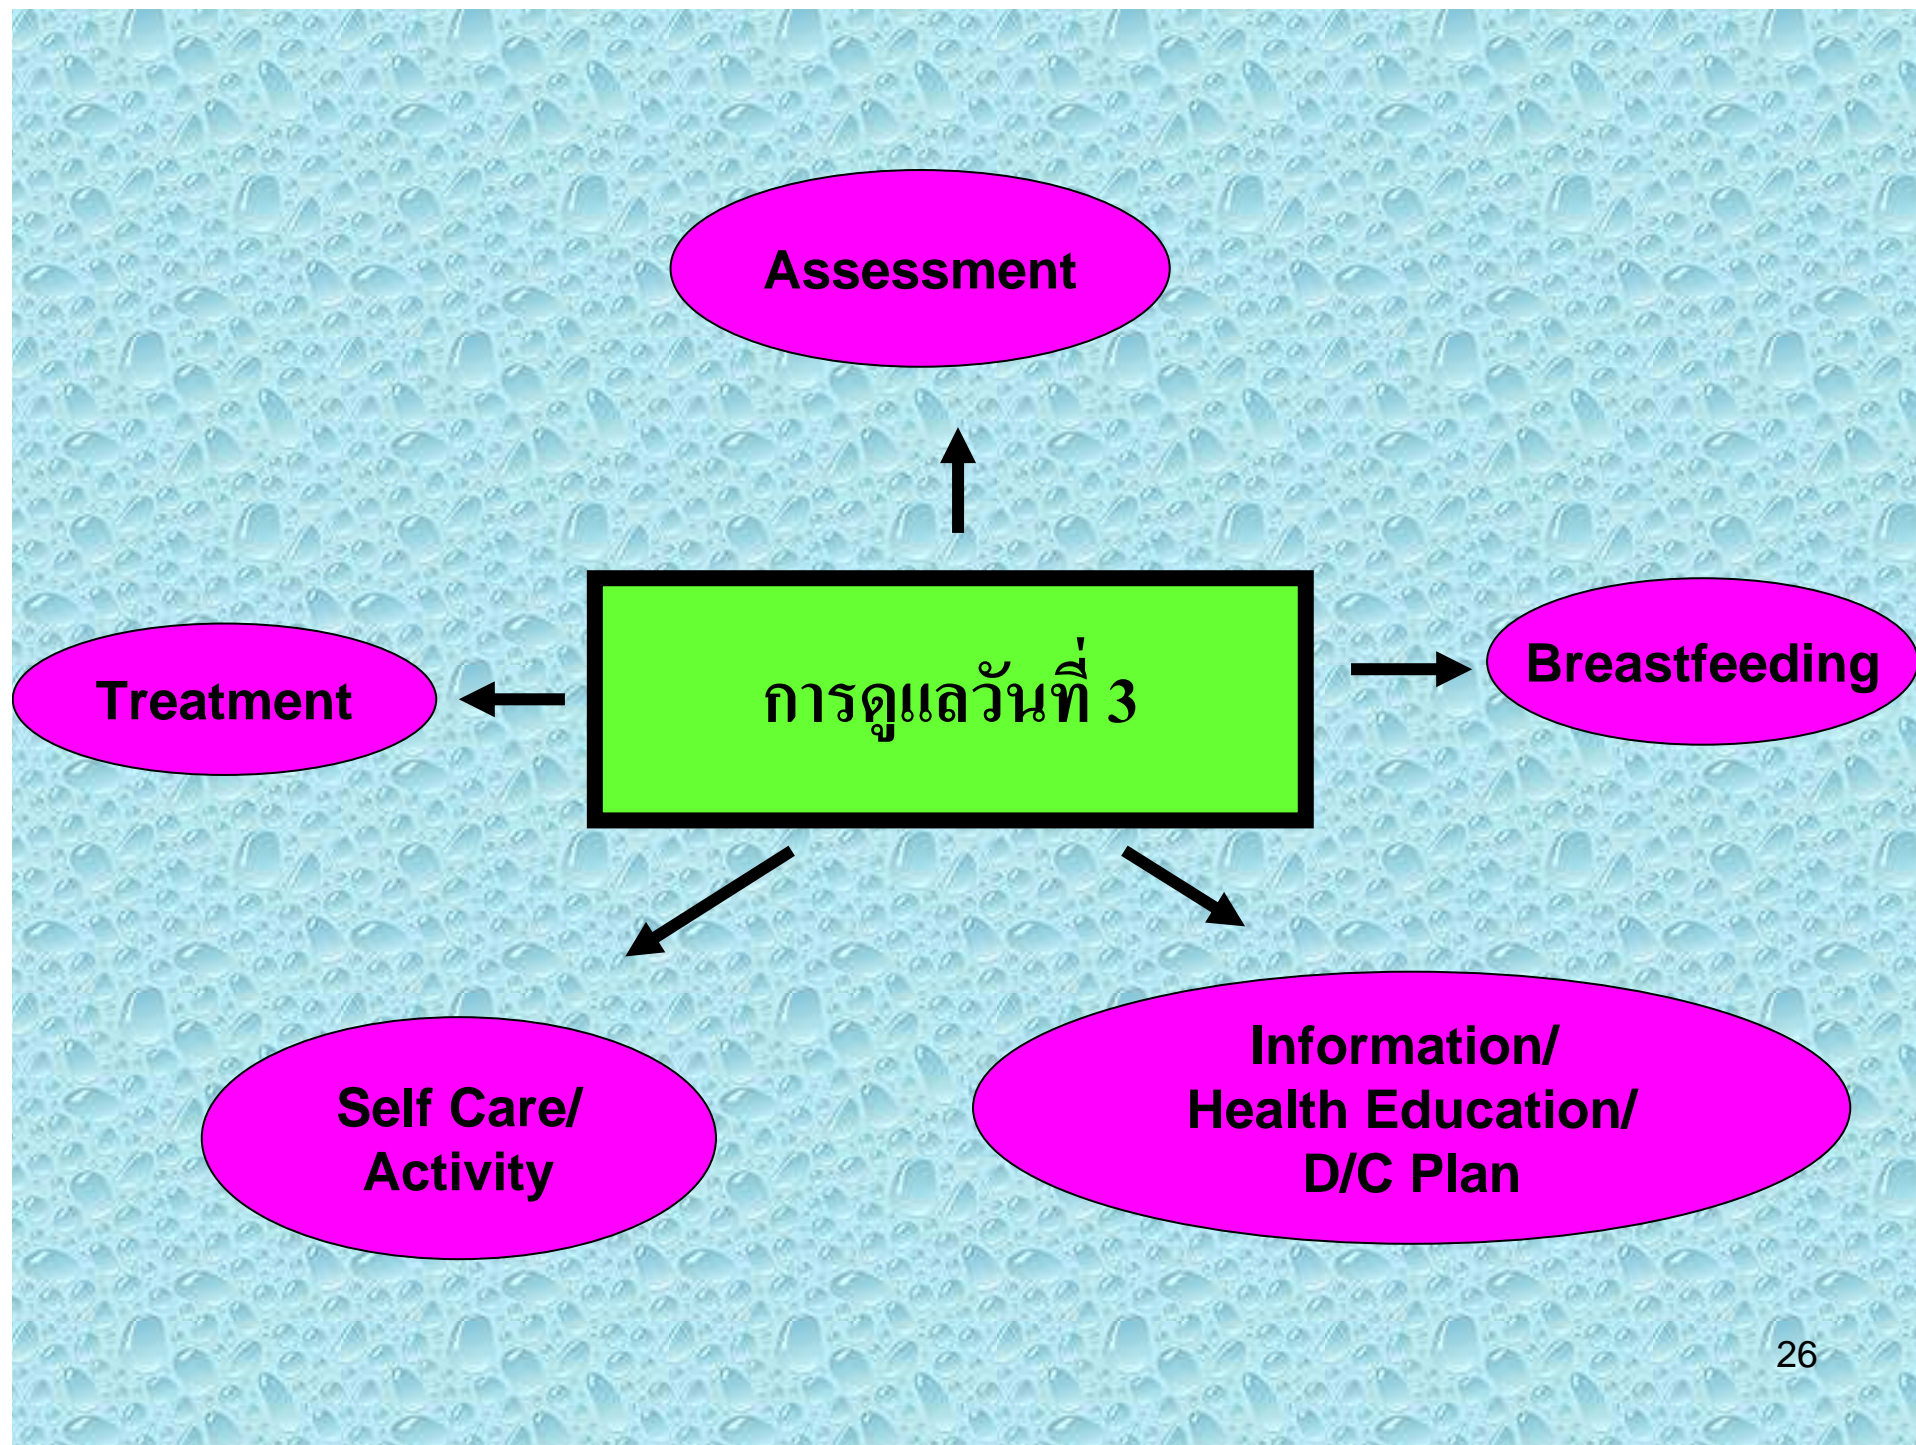 Assessment
Breastfeeding
Treatment
การดูแลวันที่ 3
Self Care/
Activity
Information/
Health Education/
D/C Plan
26